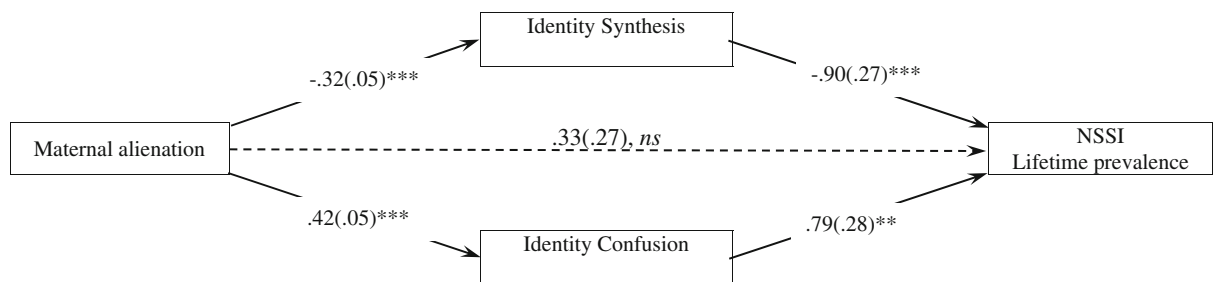 Identity Synthesis
-.32(.05)***
-.90(.27)***
Maternal alienation
.33(.27), ns
NSSI
Lifetime prevalence
.42(.05)***
.79(.28)**
Identity Confusion